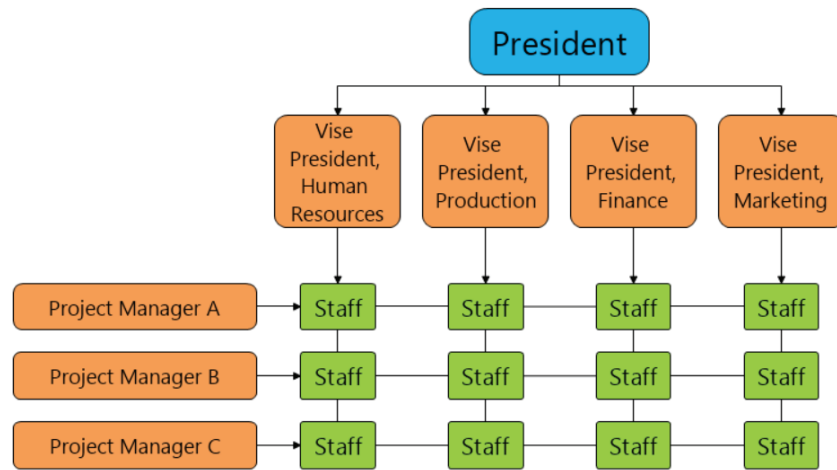 President
Vise
President,
Human
Resources
Vise
President,
Production
Vise
President,
Finance
Vise
President,
Marketing
Project Manager A
Staff
Staff
Staff
Staff
Project Manager B
Staff
Staff
Staff
Staff
Project Manager C
Staff
Staff
Staff
Staff